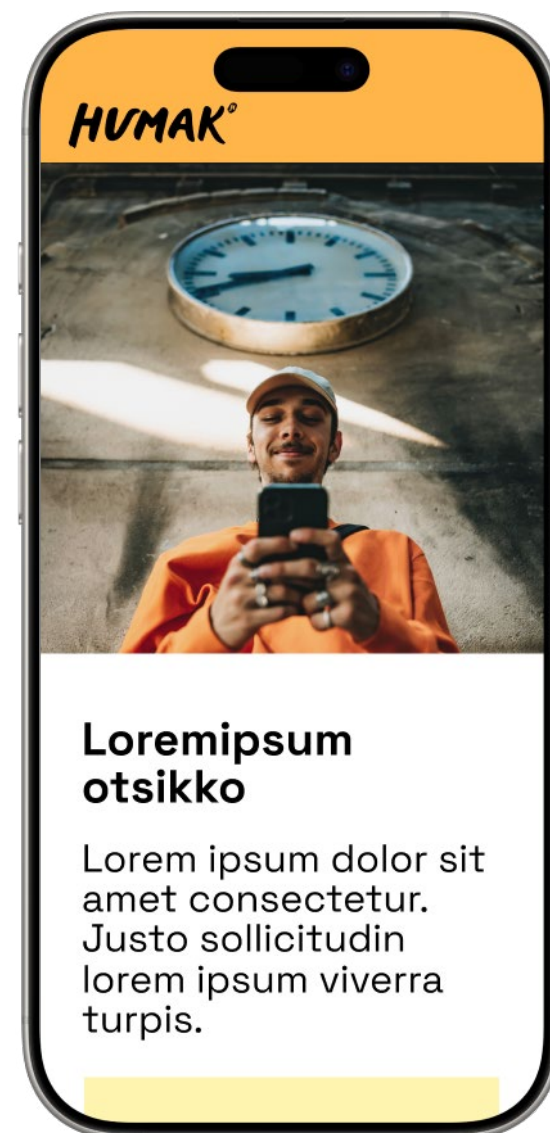 HUMAK
Loremipsum
otsikko
Lorem ipsum dolor sit
amet consectetur.
Justo sollicitudin
lorem ipsum viverra
turpis.